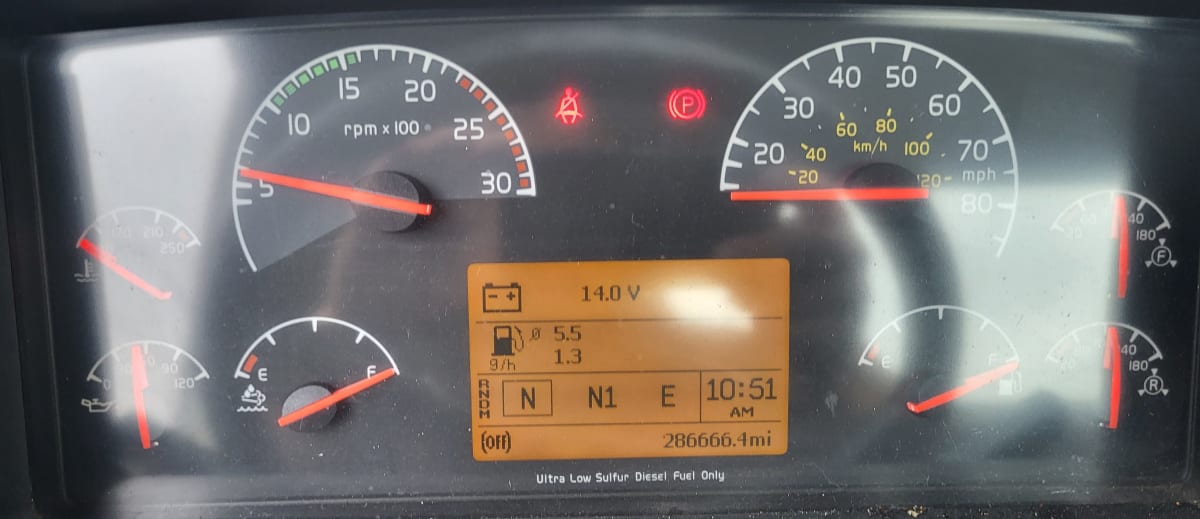 5
10
15
20
25
30
rpm x 100
P
20
30
40
50
60
70
80
mph
20
40
60
80
100
120
km/h
210
250
0
90
120
E
F
14.0 V
ø 5.5
1.3
g/h
RNDM
N N1 E 10:51
AM
(OFF) 286666.4mi
E
F
40
180
F
40
180
R
Ultra Low Sulfur Diesel Fuel Only